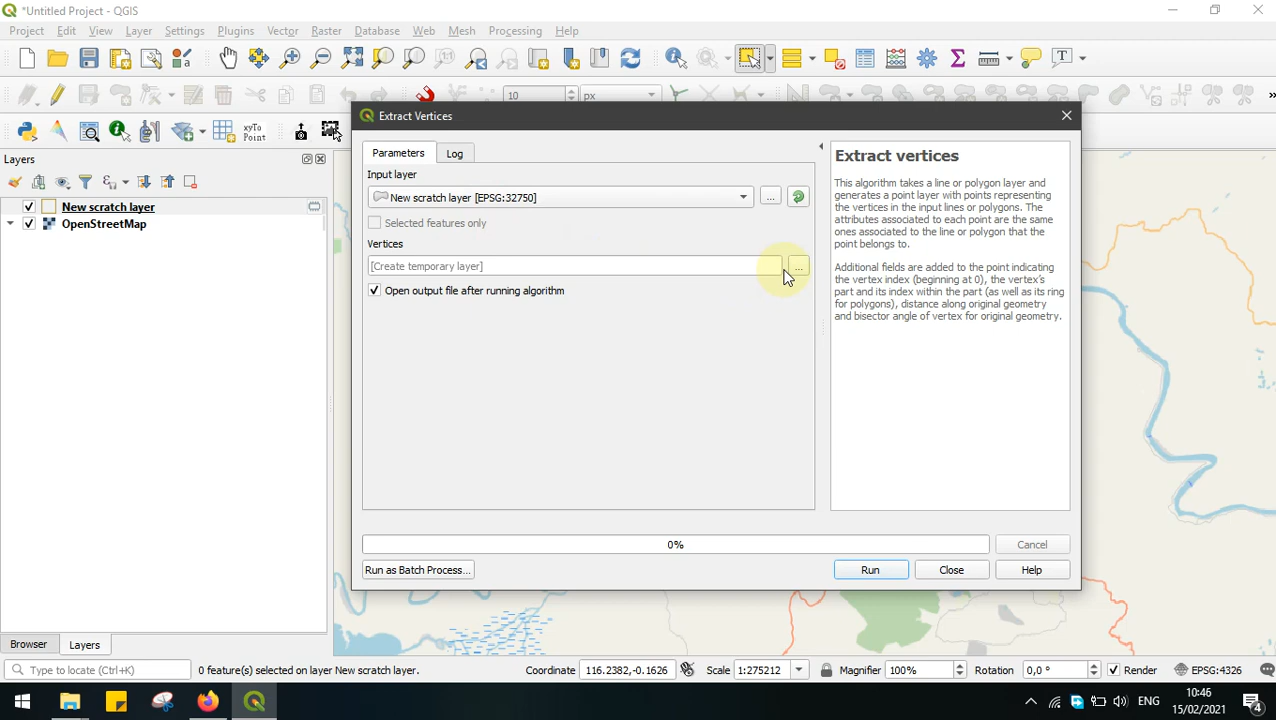 *Untitled Project - QGIS
Project Edit View Layer Settings Plugins Vector Raster Database Web Mesh Processing Help
10 px
xyTo Point
Layers
New scratch layer
OpenStreetMap
Extract Vertices
Parameters Log
Input layer
New scratch layer [EPSG:32750]
...
Selected features only
Vertices
[Create temporary layer]
...
Open output file after running algorithm
Extract vertices
This algorithm takes a line or polygon layer and
generates a point layer with points representing
the vertices in the input lines or polygons. The
attributes associated to each point are the same
ones associated to the line or polygon that the
point belongs to.
Additional fields are added to the point indicating
the vertex index (beginning at 0), the vertex's
part and its index within the part (as well as its ring
for polygons), distance along original geometry
and bisector angle of vertex for original geometry.
0% Cancel
Run as Batch Process... Run Close Help
Browser Layers
Type to locate (Ctrl+K) 0 feature(s) selected on layer New scratch layer. Coordinate 116.2382,-0.1626 Scale 1:275212 Magnifier 100% Rotation 0,0 ° Render EPSG:4326
ENG 10:46
15/02/2021 4